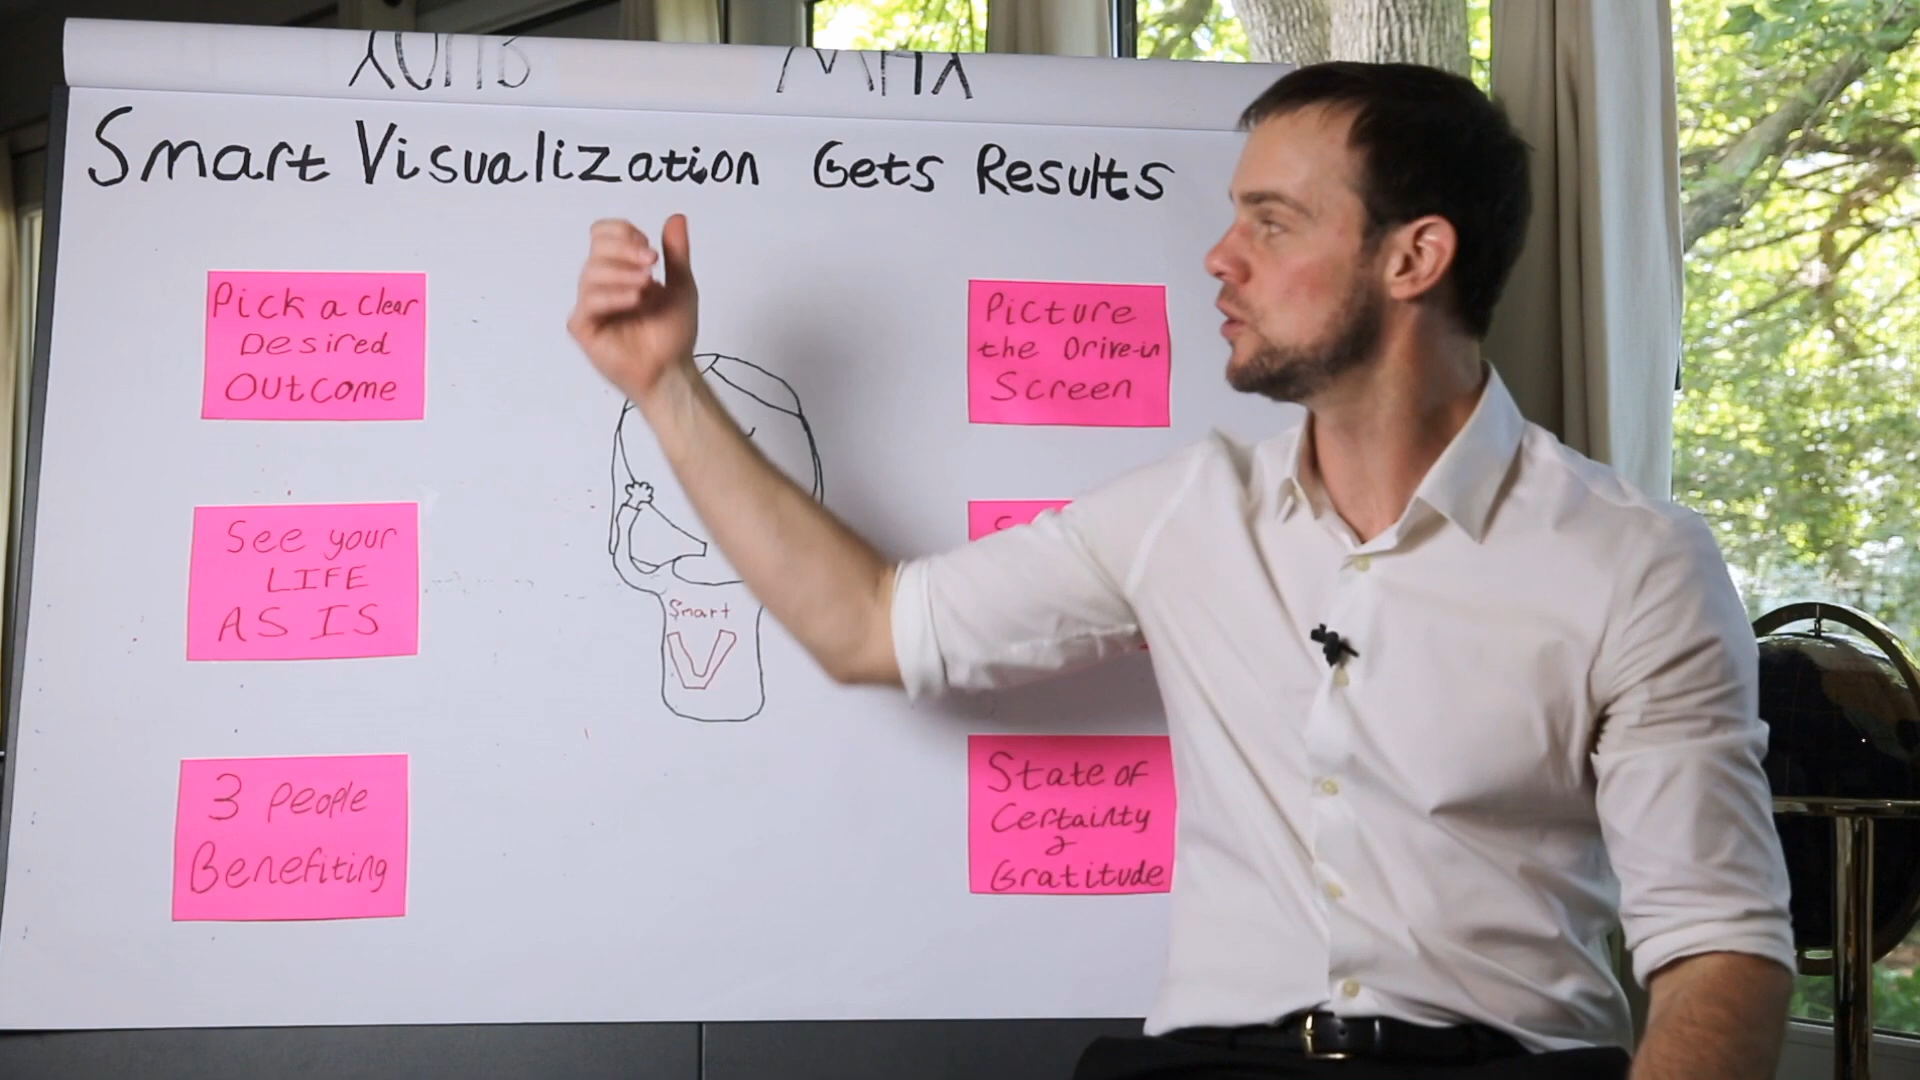 Smart Visualization Gets Results
Pick a Clear
Desired
Outcome
See your
LIFE
AS IS
3 People
Benefiting
Smart
V
Picture
the Drive-in
Screen
State of
Certainty
&
Gratitude